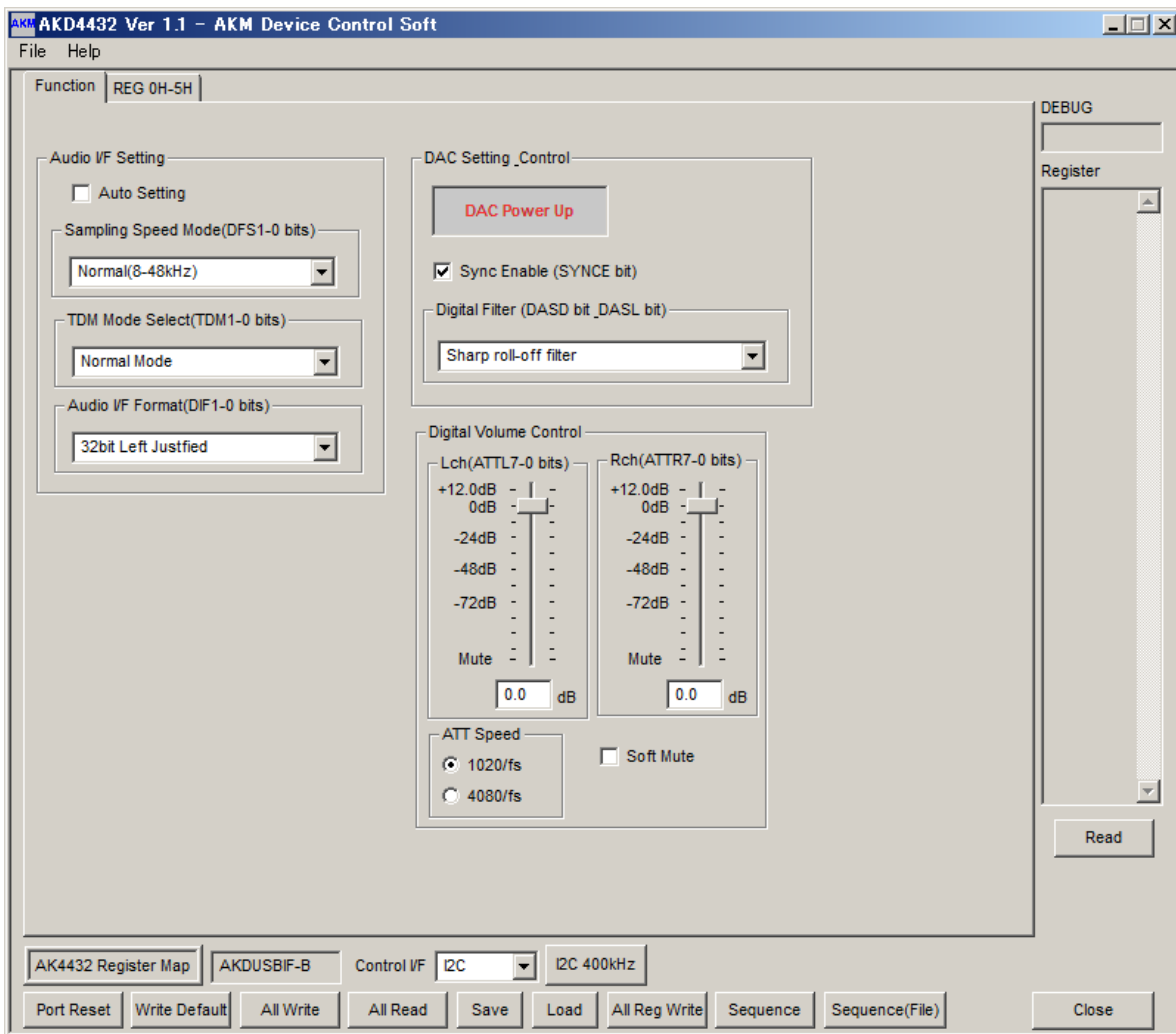 AKM AKD4432 Ver 1.1 - AKM Device Control Soft
File Help
Function REG 0H-5H
DEBUG
Register
Audio I/F Setting
Auto Setting
Sampling Speed Mode(DFS1-0 bits)
Normal(8-48kHz)
TDM Mode Select(TDM1-0 bits)
Normal Mode
Audio I/F Format(DIF1-0 bits)
32bit Left Justfied
DAC Setting_Control
DAC Power Up
Sync Enable (SYNCE bit)
Digital Filter (DASD bit_DASL bit)
Sharp roll-off filter
Digital Volume Control
Lch(ATTL7-0 bits)
+12.0dB
0dB
-24dB
-48dB
-72dB
Mute
0.0 dB
Rch(ATTR7-0 bits)
+12.0dB
0dB
-24dB
-48dB
-72dB
Mute
0.0 dB
ATT Speed
1020/fs
4080/fs
Soft Mute
Read
AK4432 Register Map AKDUSBIF-B Control I/F I2C I2C 400kHz
Port Reset Write Default All Write All Read Save Load All Reg Write Sequence Sequence(File) Close